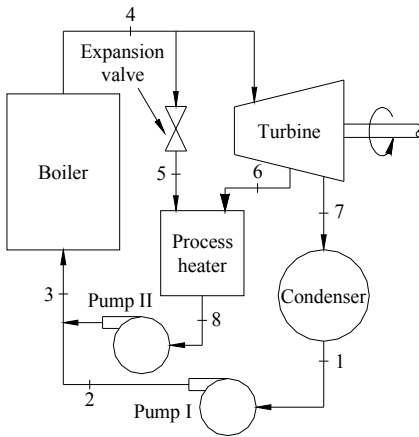 4
Expansion
valve
Turbine
Boiler
5
6
7
Process
heater
Condenser
3
Pump II
8
1
2
Pump I